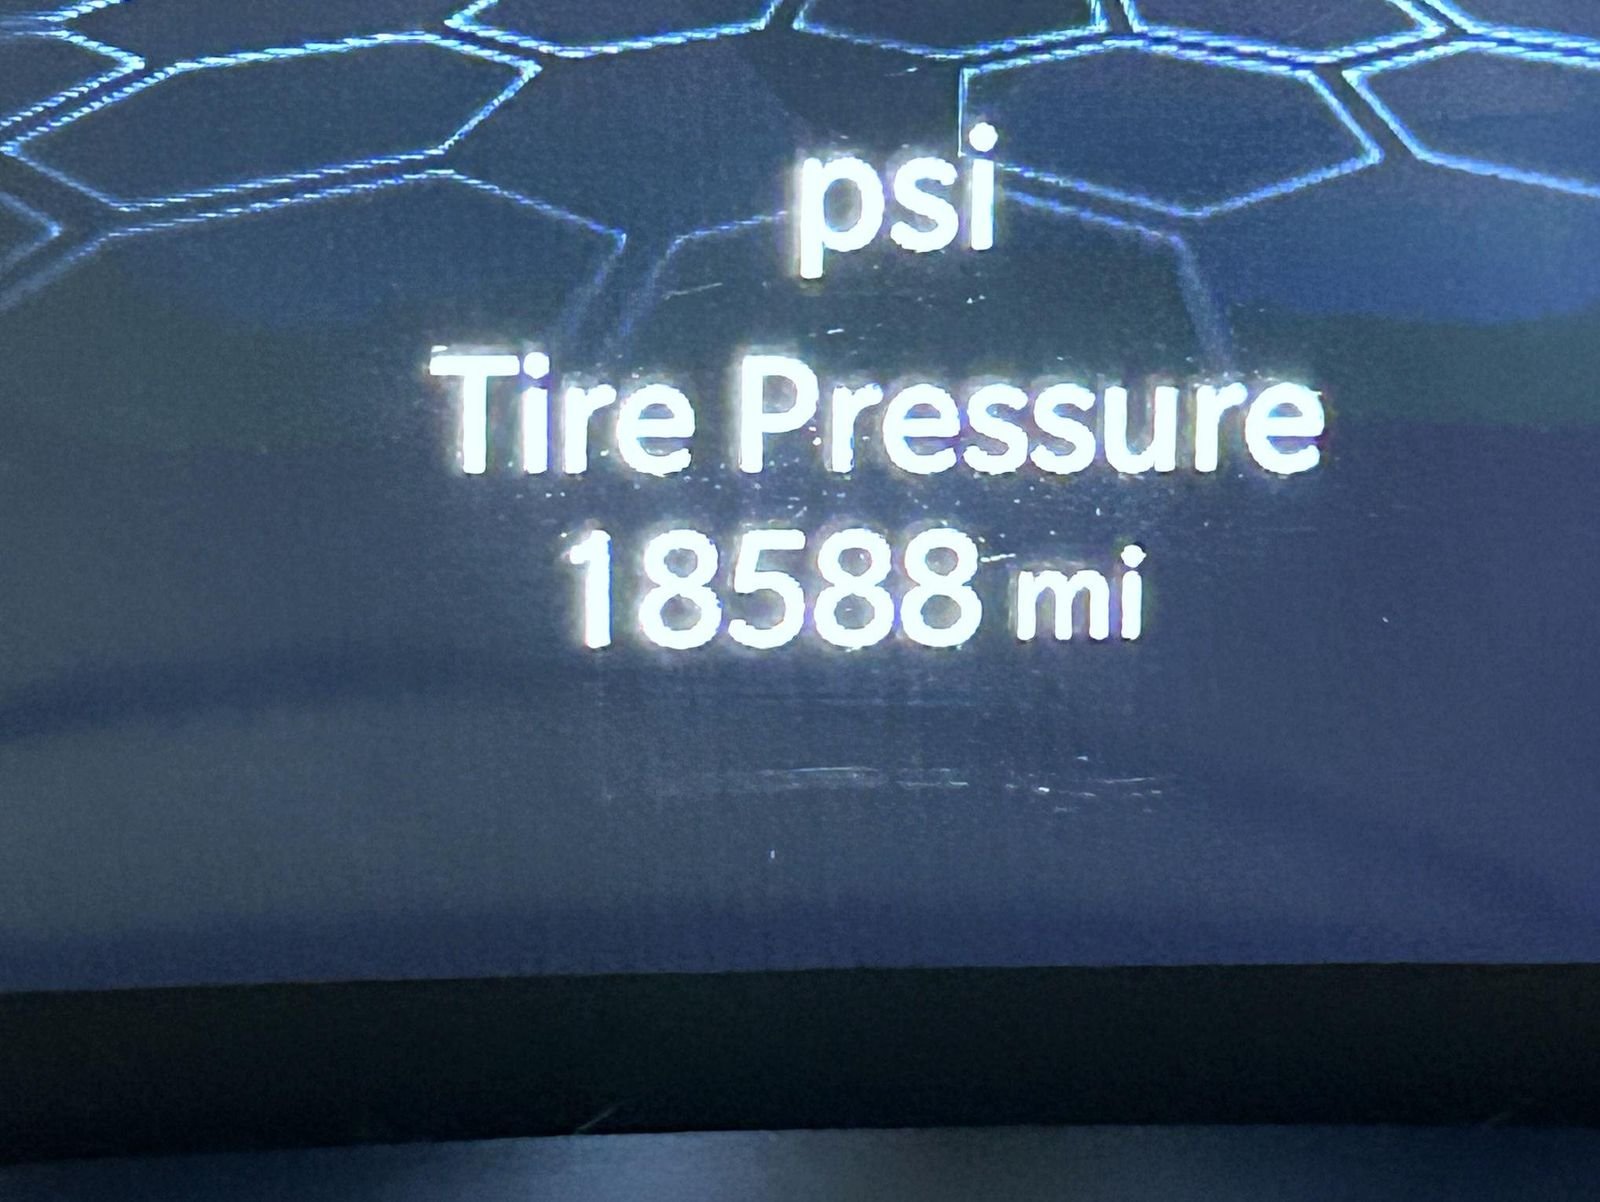 psi
Tire Pressure
18588 mi